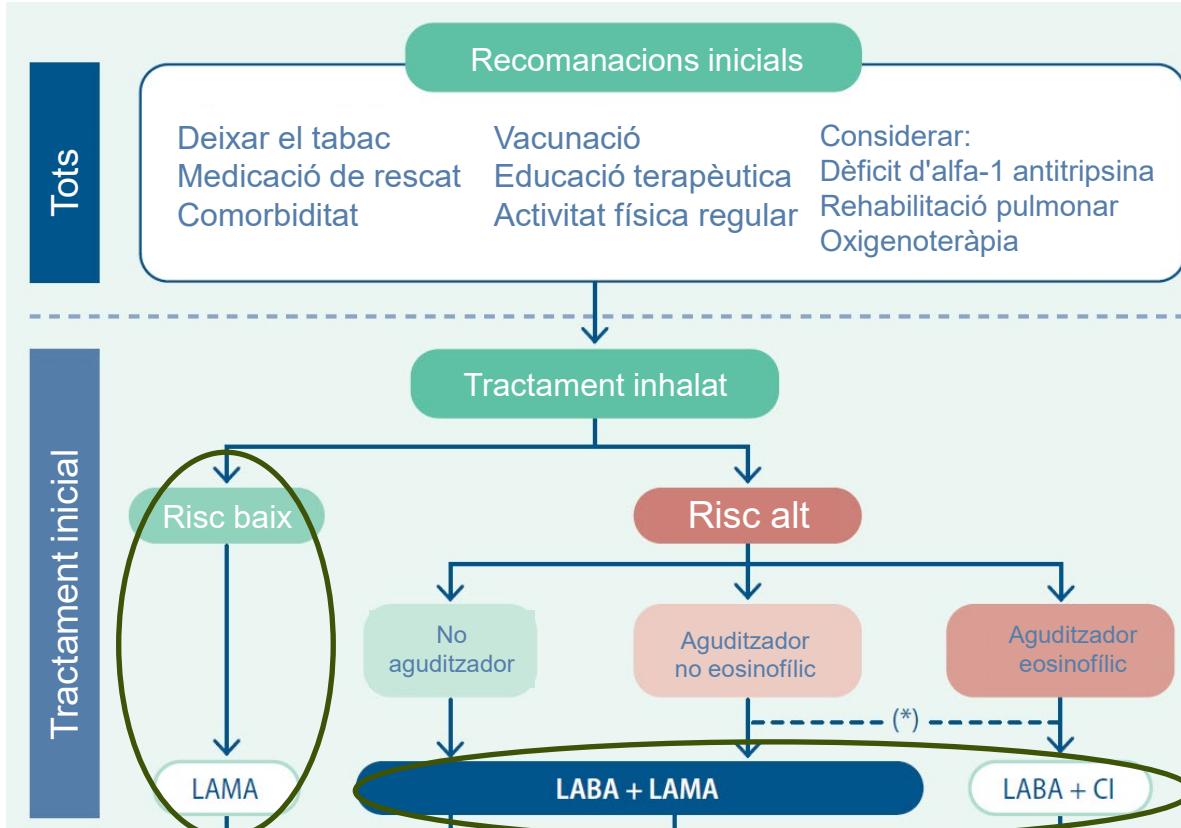 Recomanacions inicials
Tots
Deixar el tabac
Medicació de rescat
Comorbiditat
Vacunació
Educació terapèutica
Activitat física regular
Considerar:
Dèficit d'alfa-1 antitripsina
Rehabilitació pulmonar
Oxigenoteràpia
Tractament inicial
Tractament inhalat
Risc baix
Risc alt
No
aguditzador
Aguditzador
no eosinofílic
Aguditzador
eosinofílic
(*)
LAMA
LABA + LAMA
LABA + CI